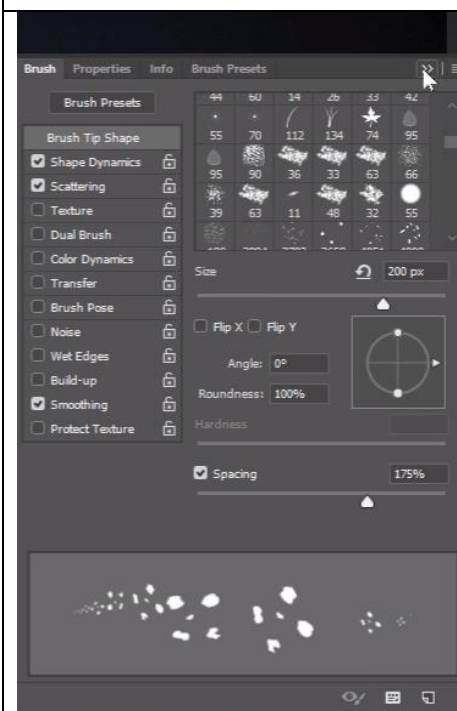 Brush Properties Info Brush Presets
Brush Presets
Brush Tip Shape
Shape Dynamics
Scattering
Texture
Dual Brush
Color Dynamics
Transfer
Brush Pose
Noise
Wet Edges
Build-up
Smoothing
Protect Texture
44 60 14 26 33 42
55 70 112 134 74 95
95 90 36 33 63 66
39 63 11 48 32 55
Size 200 px
Flip X Flip Y
Angle: 0°
Roundness: 100%
Hardness
Spacing 175%